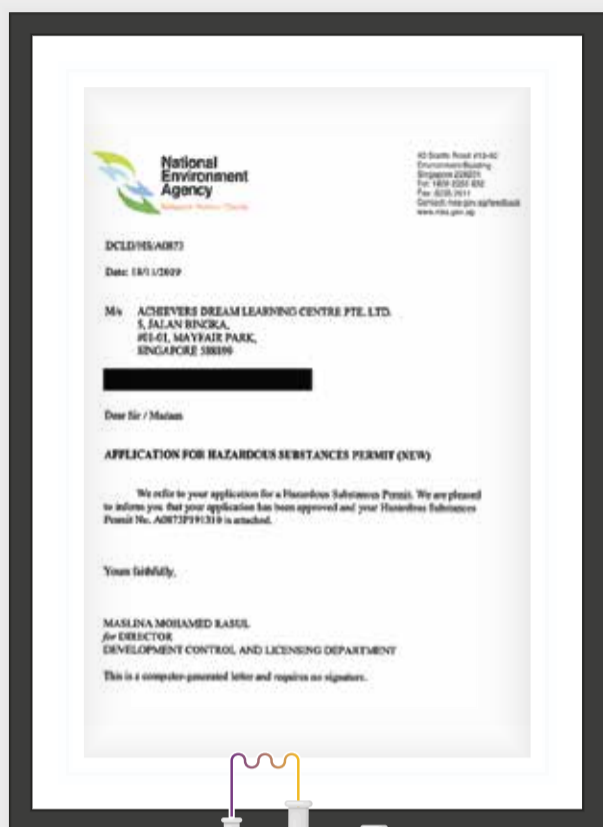 National
Environment
Agency
DCLD/HS/A0873
Date: 18/11/2009
M/s ACHIEVERS DREAM LEARNING CENTRE PTE. LTD.
5, JALAN
#01-01, MAYFAIR PARK,
SINGAPORE
Dear Sir / Madam
APPLICATION FOR HAZARDOUS SUBSTANCES PERMIT (NEW)
We refer to your application for a Hazardous Substances Permit. We are pleased
to inform you that your application has been approved and your Hazardous Substances
Permit No. A0873P191310 is attached.
Yours faithfully,
MASLINA MOHAMED RASUL
for DIRECTOR
DEVELOPMENT CONTROL AND LICENSING DEPARTMENT
This is a computer-generated letter and requires no signature.